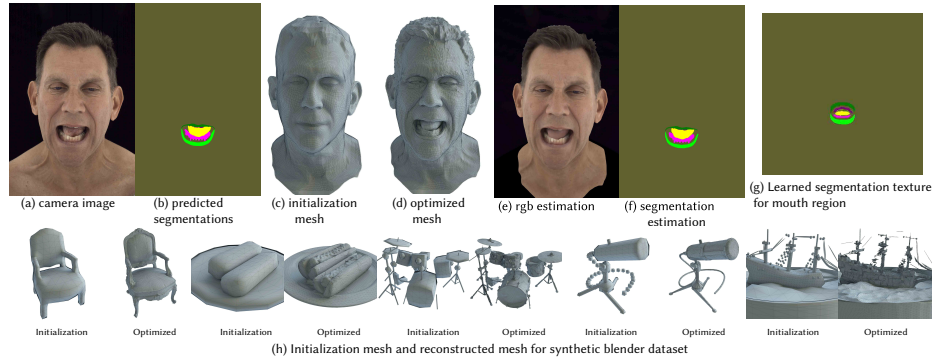 (a) camera image
(b) predicted
segmentations
(c) initialization
mesh
(d) optimized
mesh
(e) rgb estimation
(f) segmentation
estimation
(g) Learned segmentation texture
for mouth region
Initialization Optimized Initialization Optimized Initialization Optimized Initialization Optimized Initialization Optimized
(h) Initialization mesh and reconstructed mesh for synthetic blender dataset